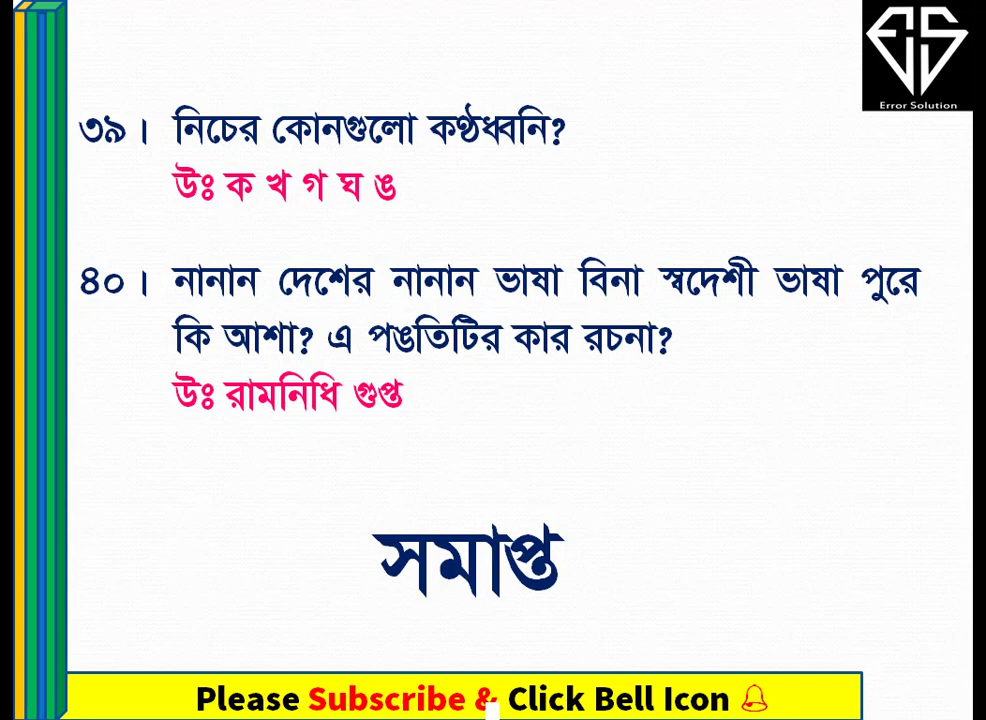 Error Solution
৩৯। নিচের কোনগুলো কণ্ঠধ্বনি?
উঃ ক খ গ ঘ ঙ
৪০। নানান দেশের নানান ভাষা বিনা স্বদেশী ভাষা পুরে
কি আশা? এ পঙতিটির কার রচনা?
উঃ রামনিধি গুপ্ত
সমাপ্ত
Please Subscribe & Click Bell Icon